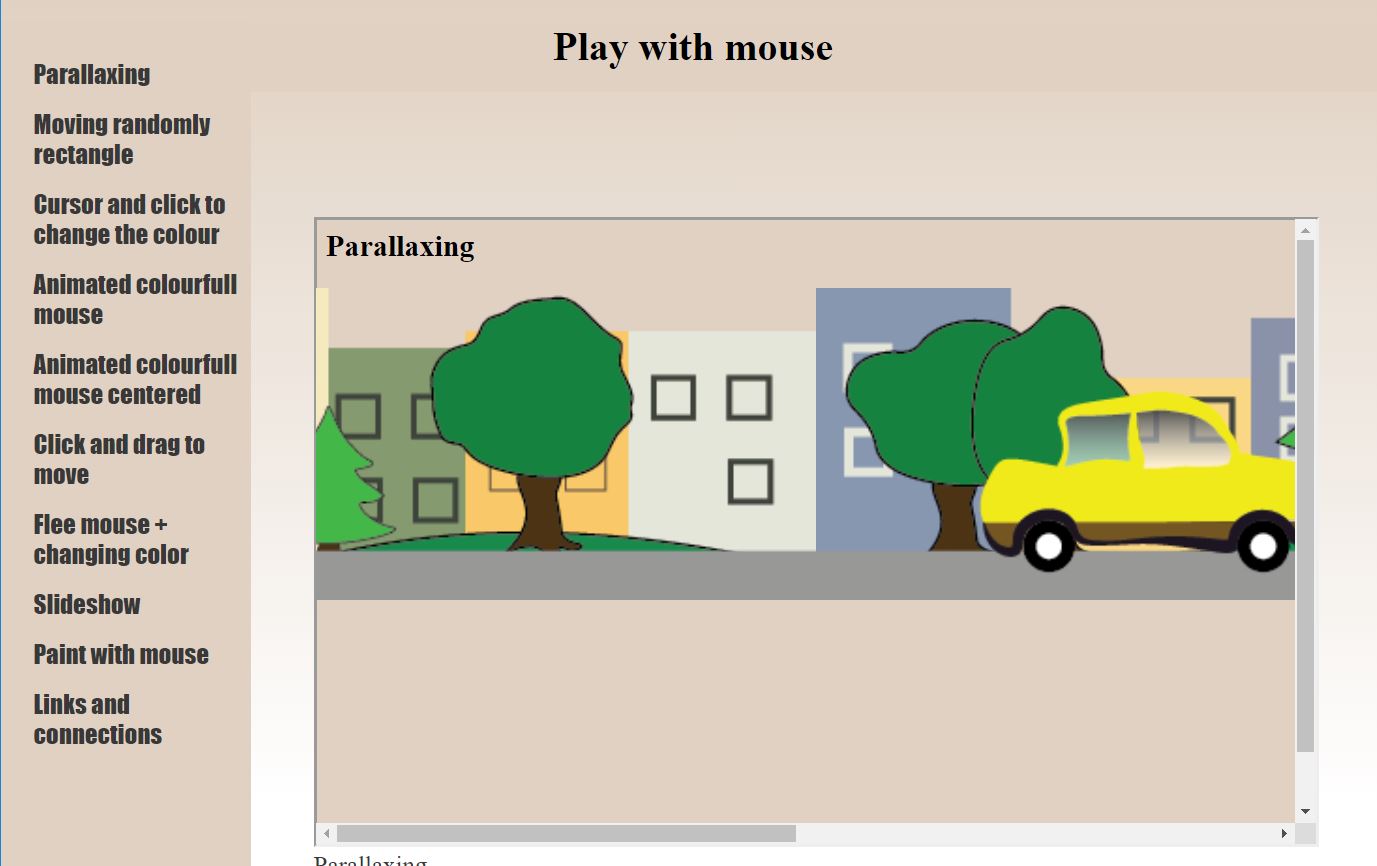 Play with mouse
Parallaxing
Moving randomly
rectangle
Cursor and click to
change the colour
Animated colourfull
mouse
Animated colourfull
mouse centered
Click and drag to
move
Flee mouse +
changing color
Slideshow
Paint with mouse
Links and
connections
Parallaxing
Parallaxing